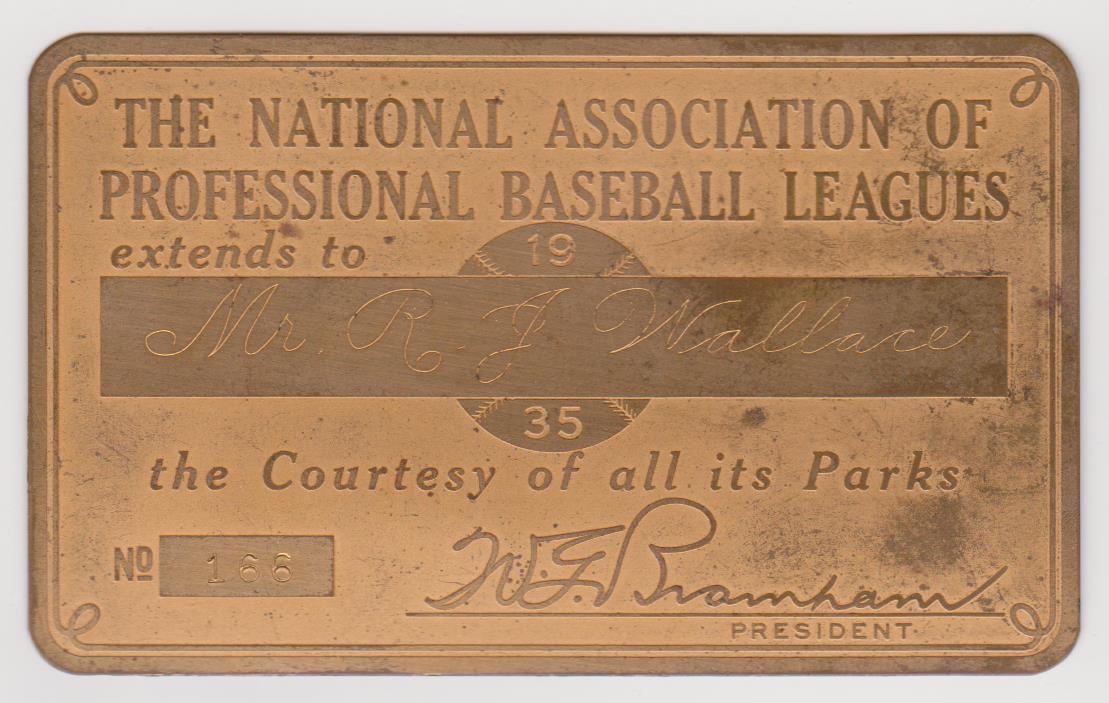 THE NATIONAL ASSOCIATION OF
PROFESSIONAL BASEBALL LEAGUES
extends to
19
Mr. R. J. Wallace
35
the Courtesy of all its Parks
NO 166
W.F. Bramham
PRESIDENT